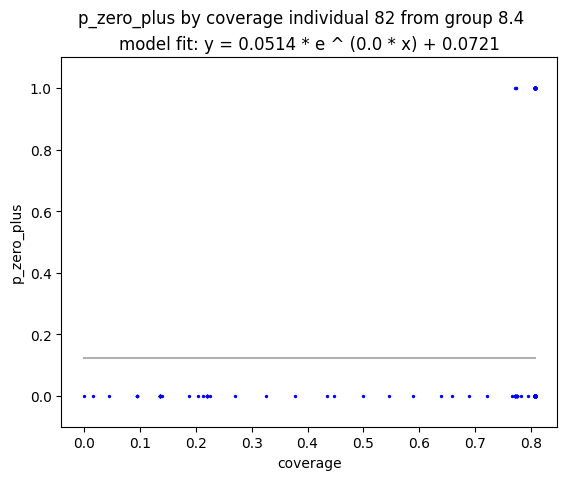 p_zero_plus by coverage individual 82 from group 8.4
model fit: y = 0.0514 * e ^ (0.0 * x) + 0.0721
1.0
0.8
0.6
0.4
0.2
0.0
p_zero_plus
0.0 0.1 0.2 0.3 0.4 0.5 0.6 0.7 0.8
coverage